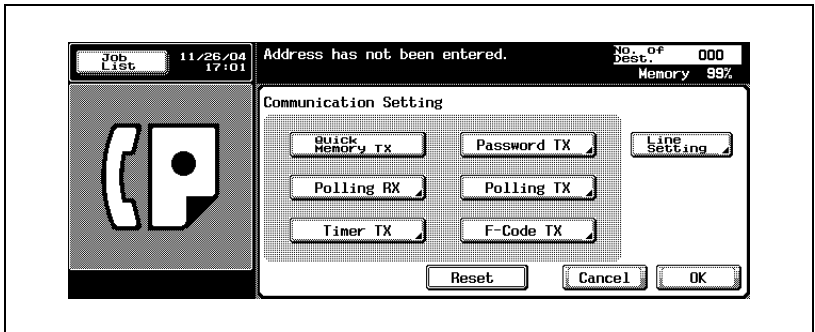 Job
List
11/26/04
17:01
Address has not been entered.
No. of
Dest.
000
Memory 99%
Communication Setting
Quick
Memory TX
Password TX
Line
Setting
Polling RX
Polling TX
Timer TX
F-Code TX
Reset
Cancel
OK